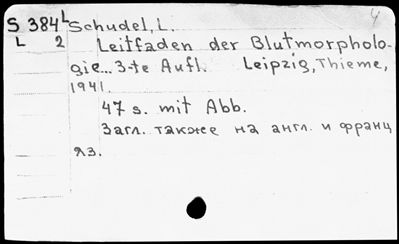 S 384 L Schudel, L.
L 2 Leitfaden der Blutmorpholo-
gie... 3-te Aufl. Leipzig, Thieme,
1941.
47 s. mit Abb.
Загл. также на англ. и франц
яз.